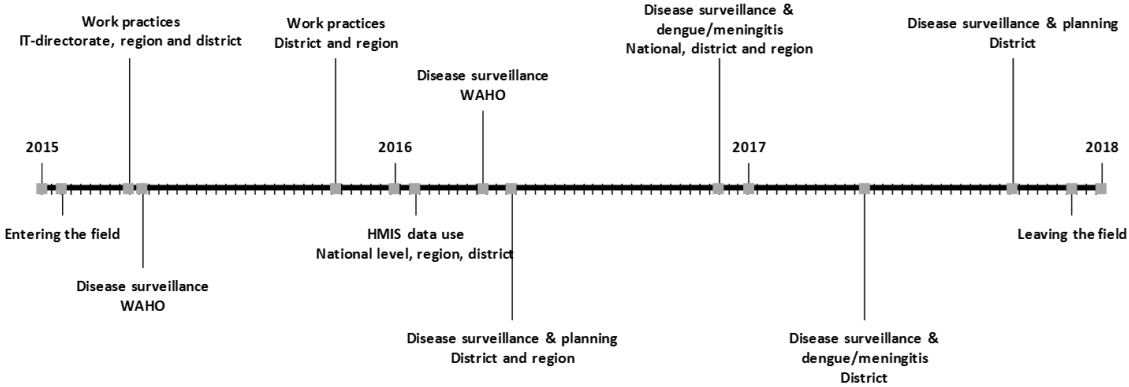 Work practices
IT-directorate, region and district
Work practices
District and region
Disease surveillance
WAHO
Disease surveillance &
dengue/meningitis
National, district and region
Disease surveillance & planning
District
2015
2016
2017
2018
Entering the field
Disease surveillance
WAHO
HMIS data use
National level, region, district
Disease surveillance & planning
District and region
Disease surveillance &
dengue/meningitis
District
Leaving the field